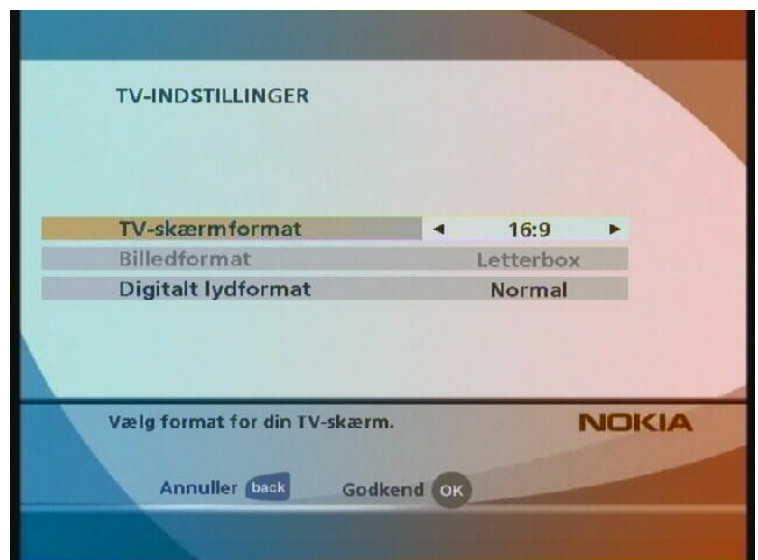 TV-INDSTILLINGER
TV-skærmformat ◄ 16:9 ►
Billedformat Letterbox
Digitalt lydformat Normal
Vælg format for din TV-skærm.
NOKIA
Annuller back Godkend OK